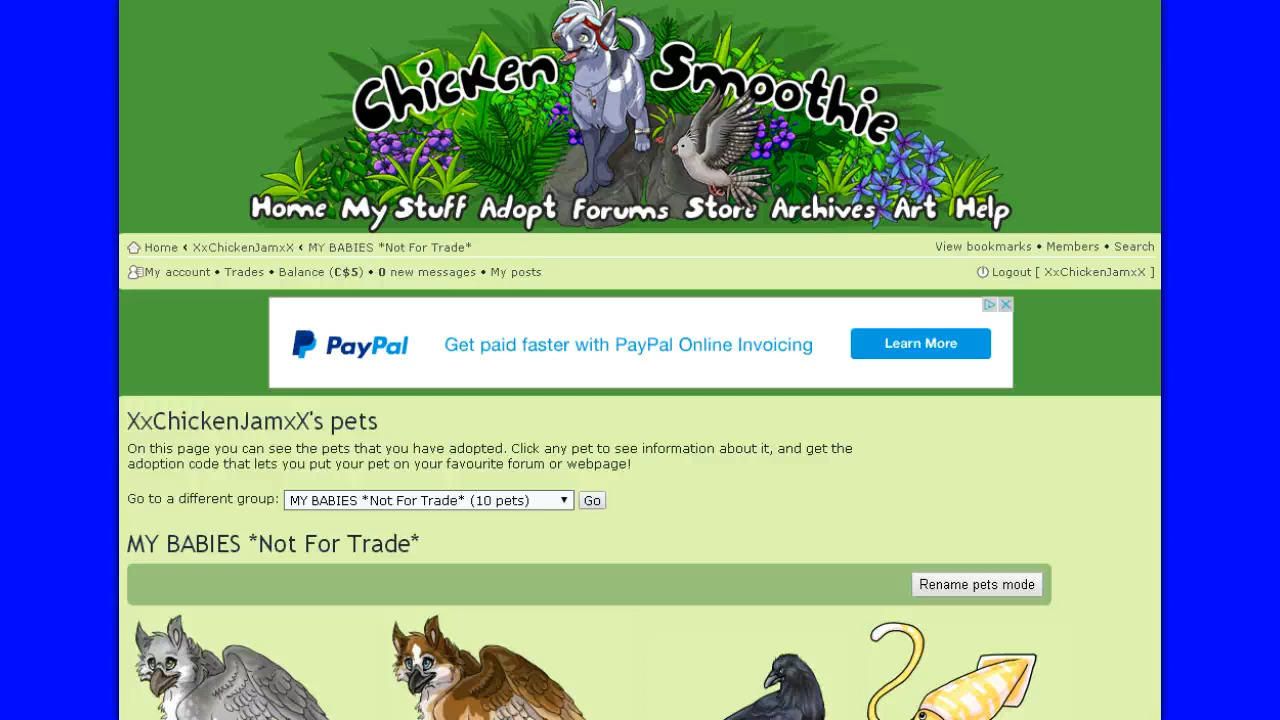 Chicken Smoothie
Home My Stuff Adopt Forums Store Archives Art Help
Home ‹ XxChickenJamxX ‹ MY BABIES *Not For Trade*
View bookmarks • Members • Search
My account • Trades • Balance (C$5) • 0 new messages • My posts
Logout [ XxChickenJamxX ]
PayPal
Get paid faster with PayPal Online Invoicing
Learn More
XxChickenJamxX's pets
On this page you can see the pets that you have adopted. Click any pet to see information about it, and get the
adoption code that lets you put your pet on your favourite forum or webpage!
Go to a different group: MY BABIES *Not For Trade* (10 pets) Go
MY BABIES *Not For Trade*
Rename pets mode